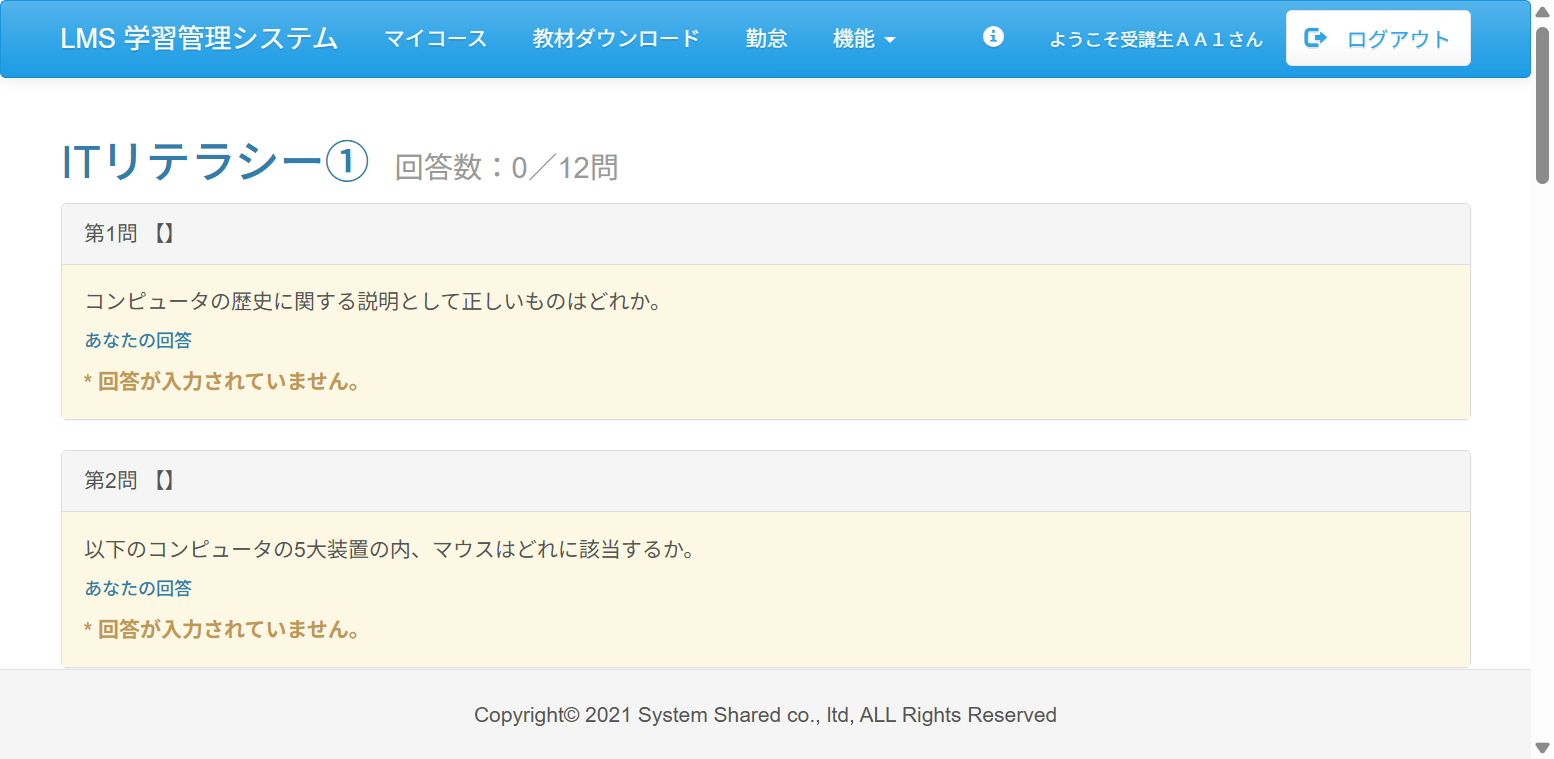 LMS 学習管理システム マイコース 教材ダウンロード 勤怠 機能 ようこそ受講生ＡＡ１さん ログアウト
ITリテラシー① 回答数：0／12問
第1問 【】
コンピュータの歴史に関する説明として正しいものはどれか。
あなたの回答
* 回答が入力されていません。
第2問 【】
以下のコンピュータの5大装置の内、マウスはどれに該当するか。
あなたの回答
* 回答が入力されていません。
Copyright© 2021 System Shared co., ltd, ALL Rights Reserved